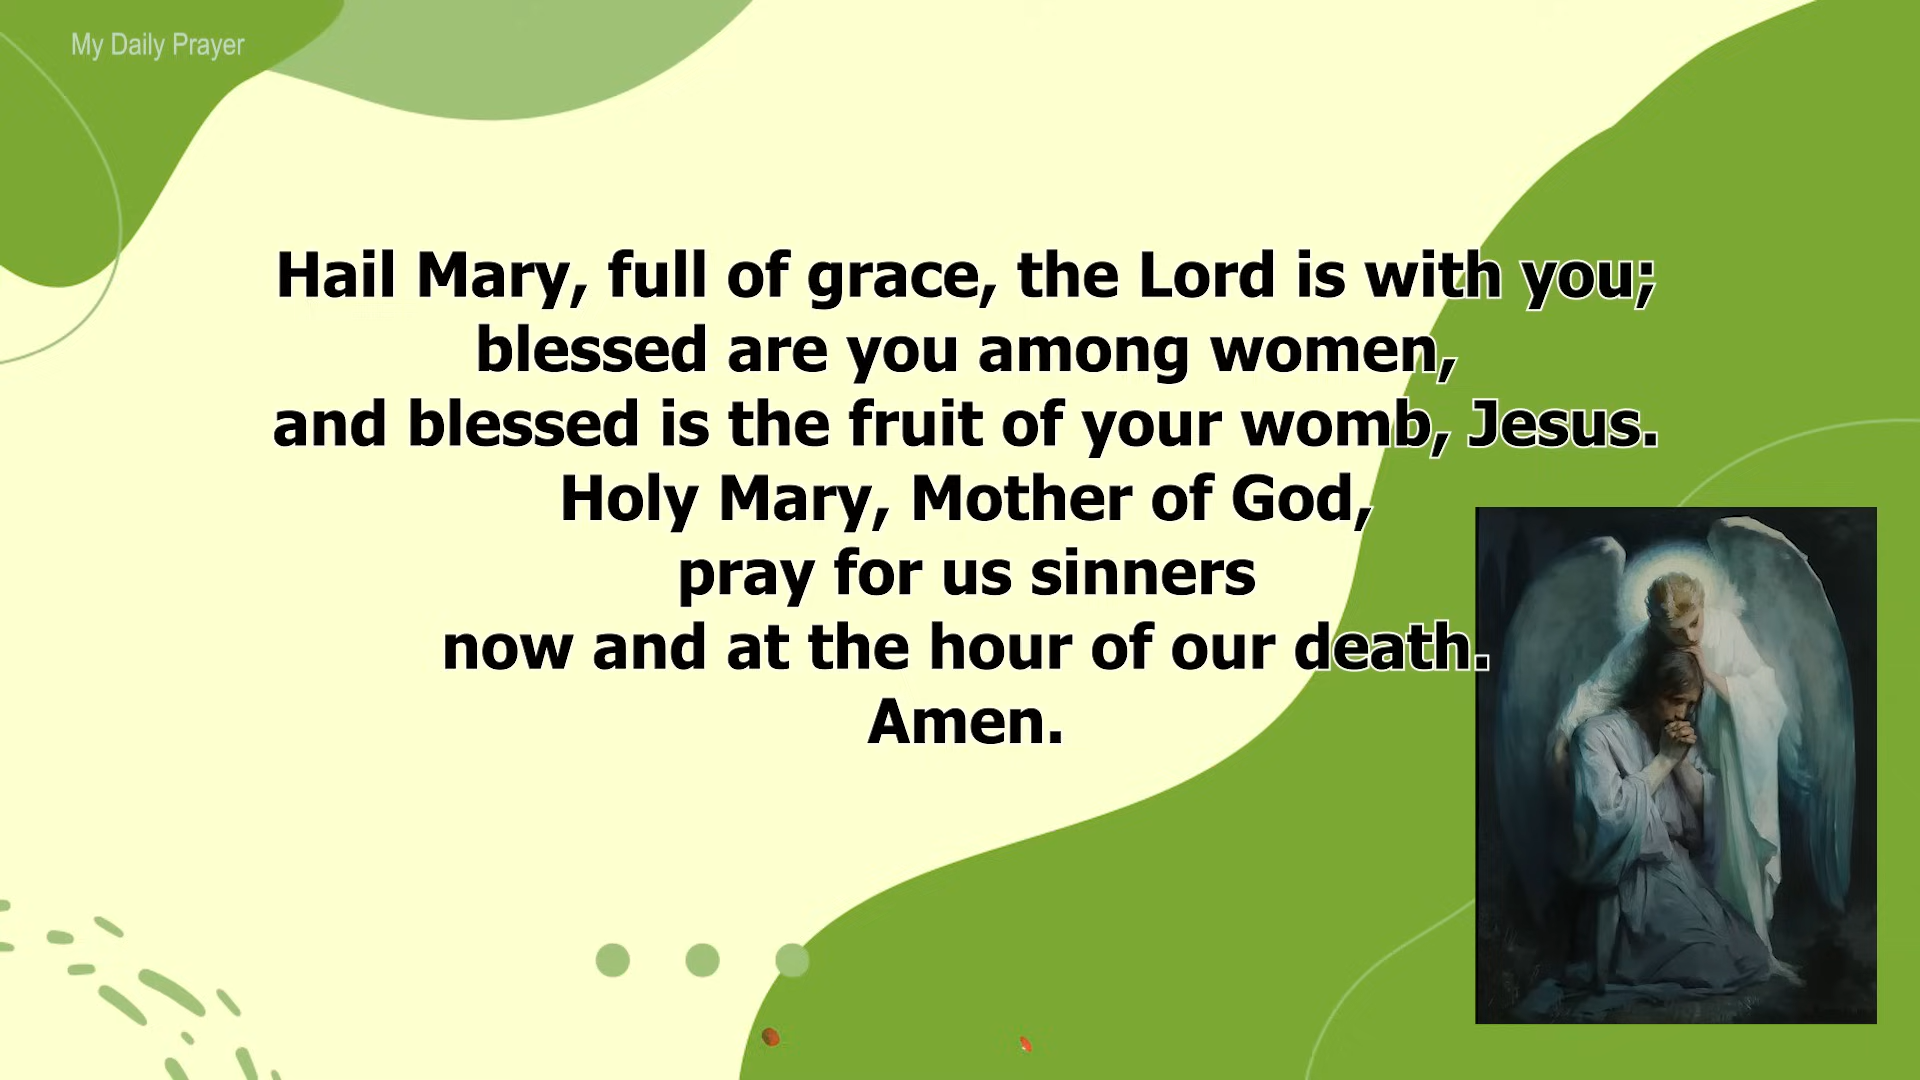 My Daily Prayer
Hail Mary, full of grace, the Lord is with you;
blessed are you among women,
and blessed is the fruit of your womb, Jesus.
Holy Mary, Mother of God,
pray for us sinners
now and at the hour of our death.
Amen.